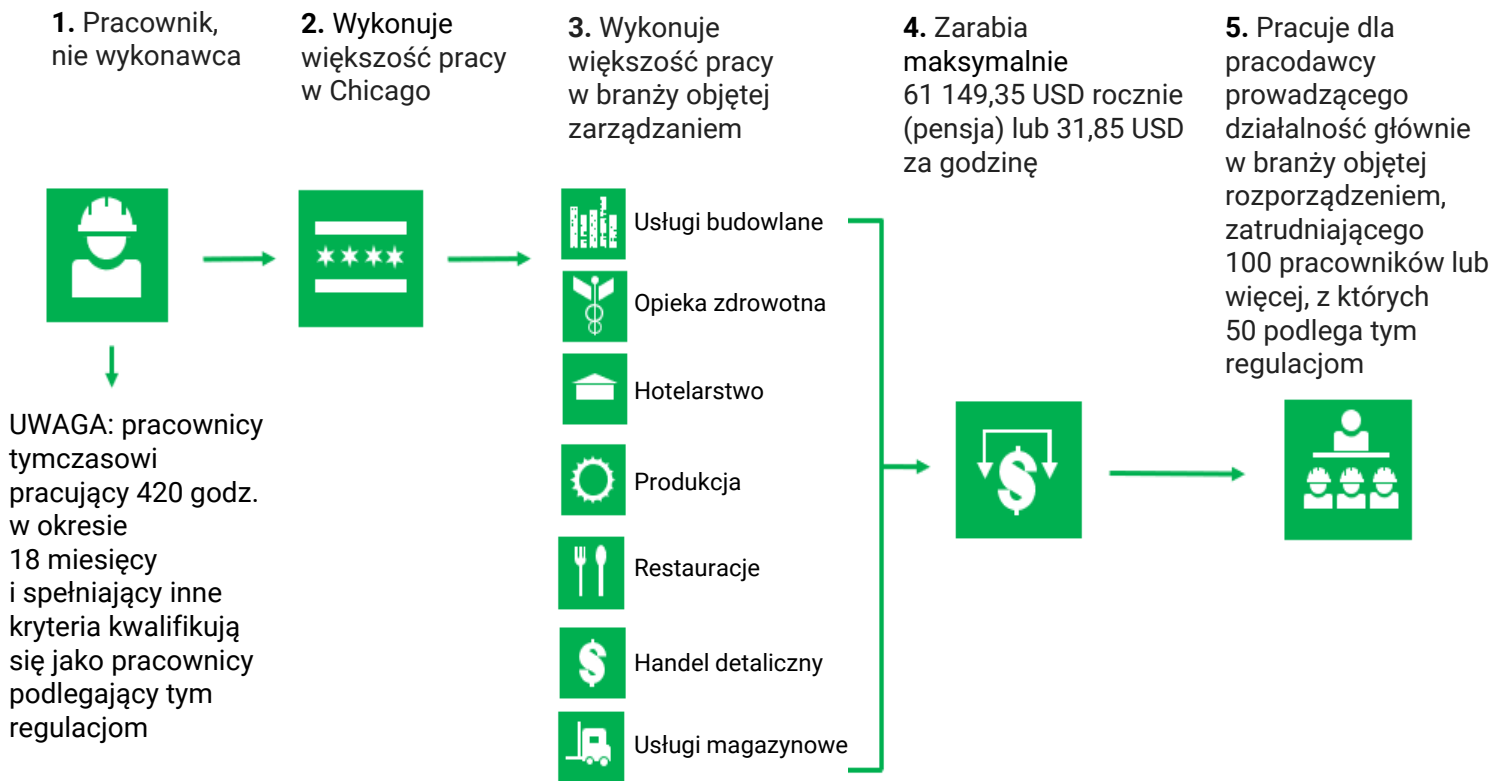 1. Pracownik,
nie wykonawca
2. Wykonuje
większość pracy
w Chicago
3. Wykonuje
większość pracy
w branży objętej
zarządzaniem
4. Zarabia
maksymalnie
61 149,35 USD rocznie
(pensja) lub 31,85 USD
za godzinę
5. Pracuje dla
pracodawcy
prowadzącego
działalność głównie
w branży objętej
rozporządzeniem,
zatrudniającego
100 pracowników lub
więcej, z których
50 podlega tym
regulacjom
UWAGA: pracownicy
tymczasowi
pracujący 420 godz.
w okresie
18 miesięcy
i spełniający inne
kryteria kwalifikują
się jako pracownicy
podlegający tym
regulacjom
Usługi budowlane
Opieka zdrowotna
Hotelarstwo
Produkcja
Restauracje
Handel detaliczny
Usługi magazynowe